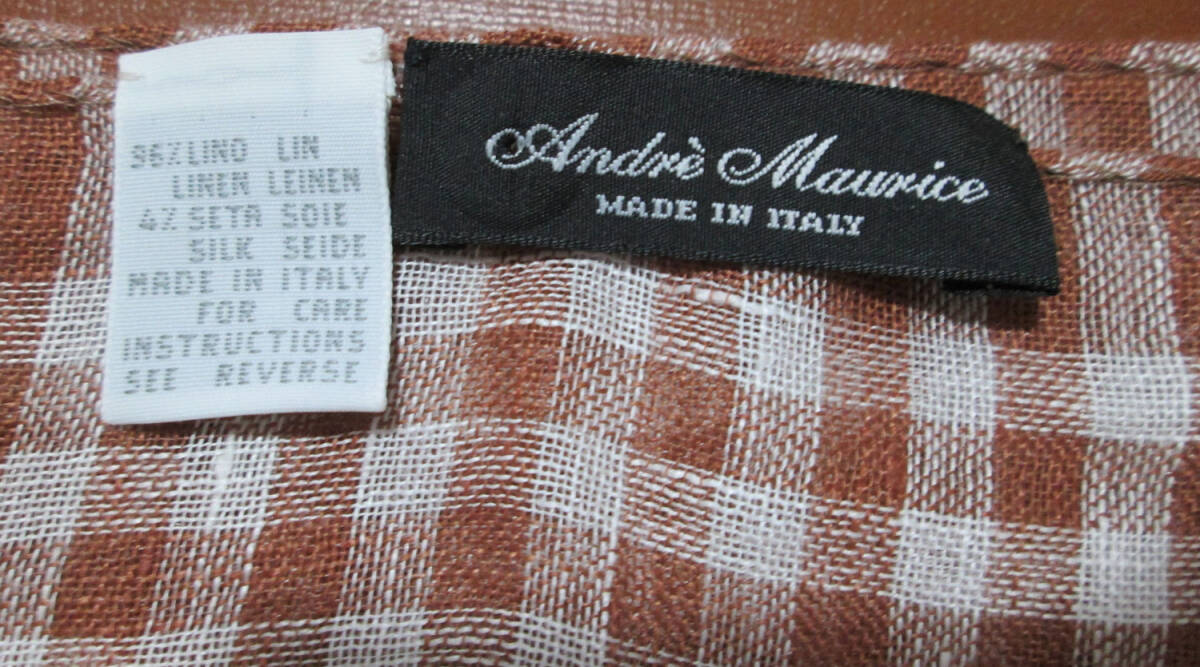 96%LINO LIN
LINEN LEINEN
4% SETA SOIE
SILK SEIDE
MADE IN ITALY
FOR CARE
INSTRUCTIONS
SEE REVERSE
Andrè Maurice
MADE IN ITALY